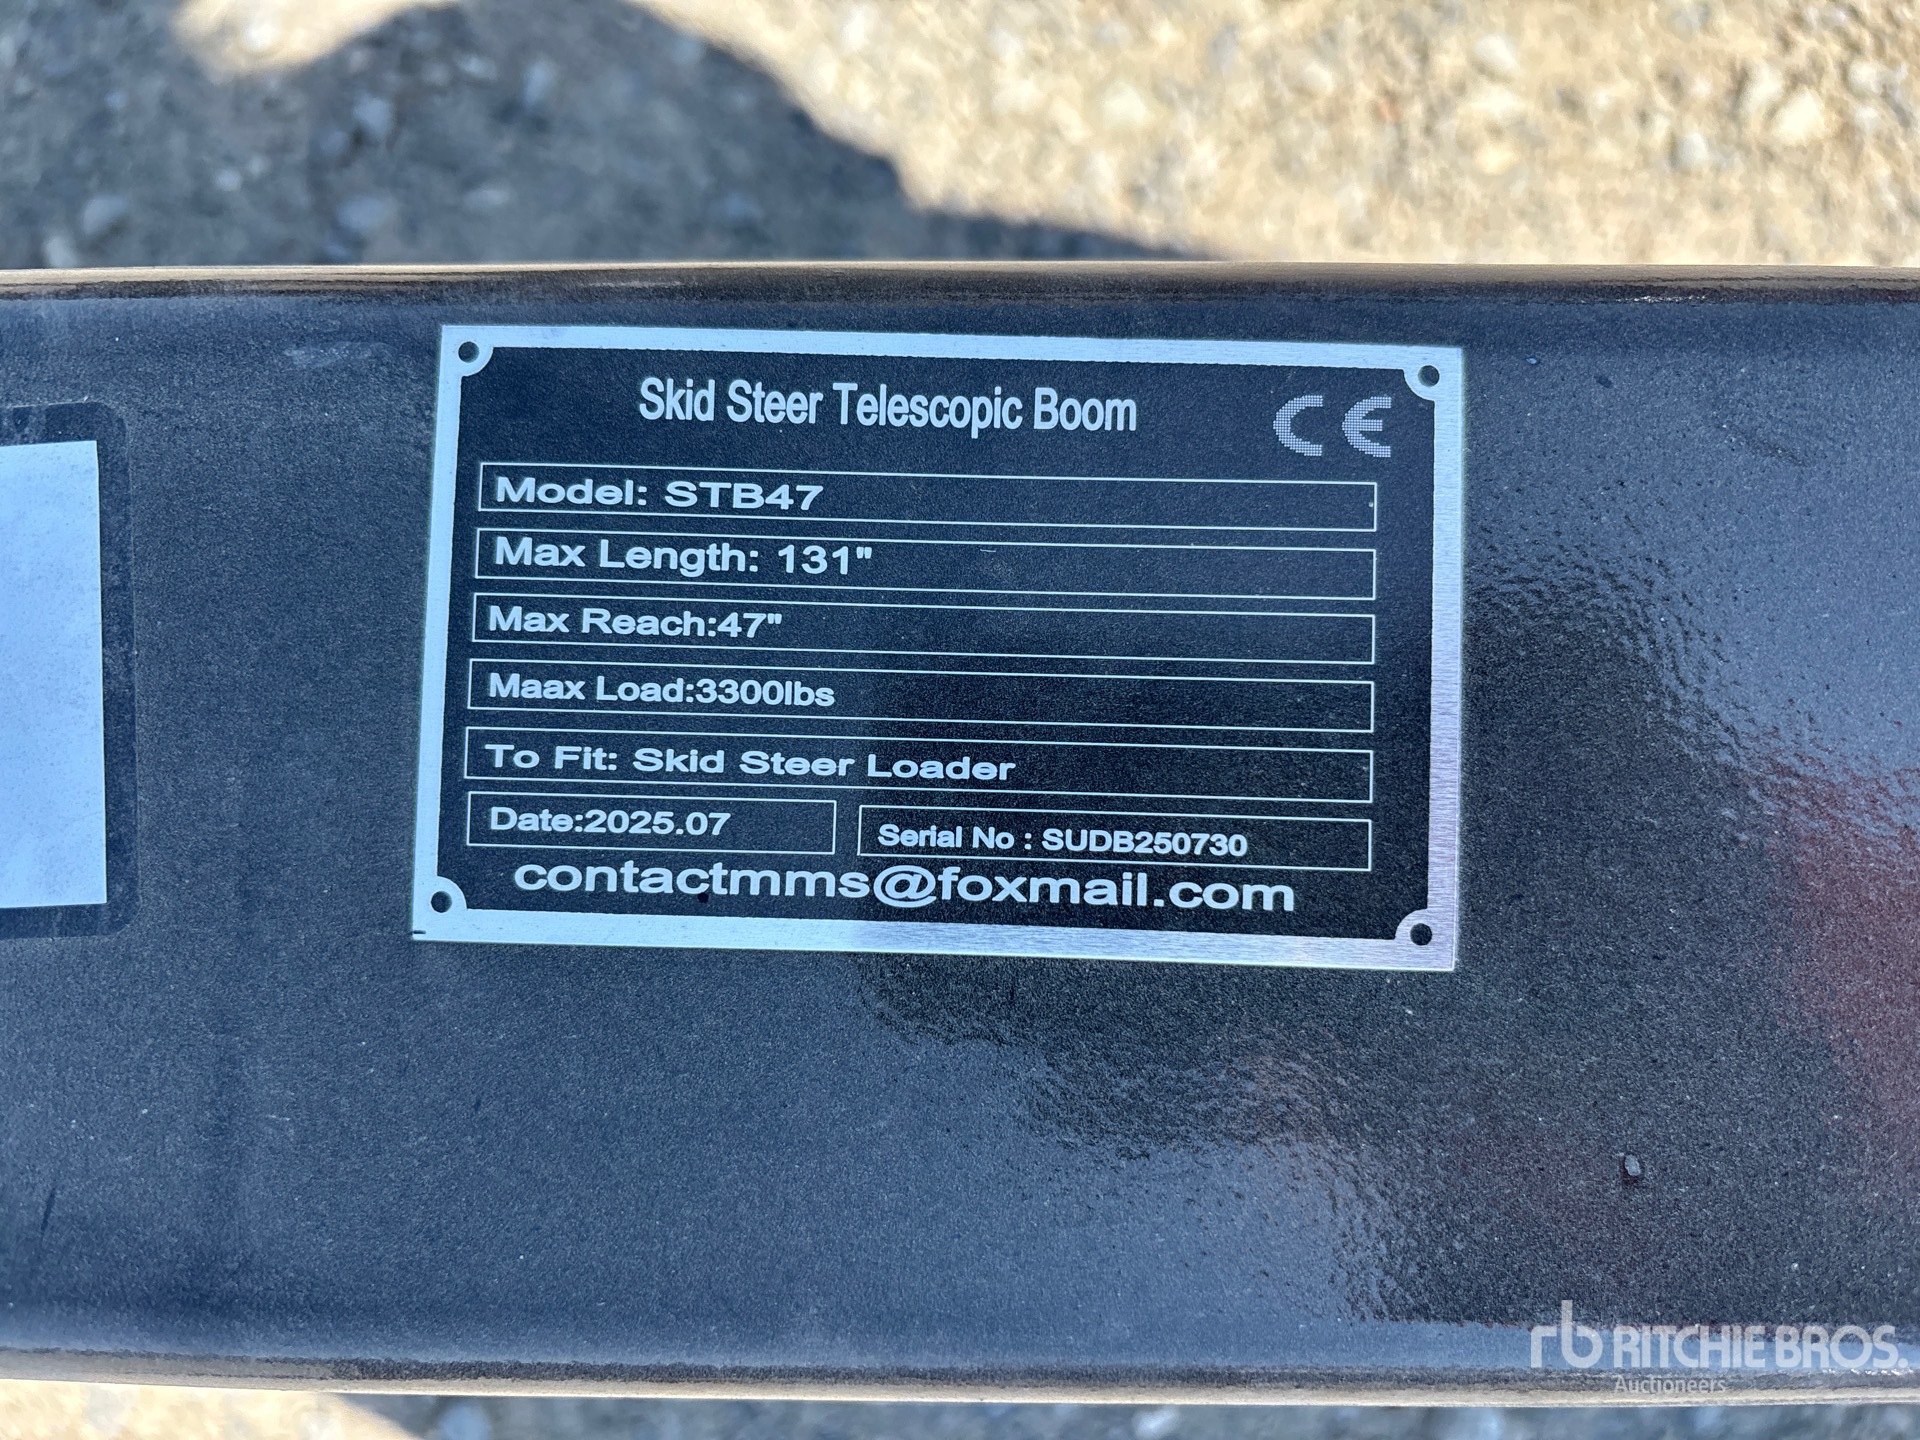 Skid Steer Telescopic Boom
CE
Model: STB47
Max Length: 131"
Max Reach:47"
Maax Load:3300lbs
To Fit: Skid Steer Loader
Date:2025.07
Serial No : SUDB250730
contactmms@foxmail.com
rb RITCHIE BROS.
Auctioneers